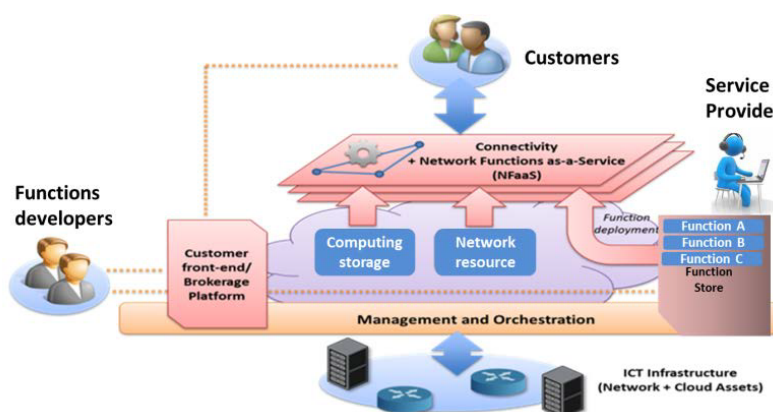 Customers
Service
Provide
Connectivity
+ Network Functions as-a-Service
(NFaaS)
Functions
developers
Function
deployment
Function A
Function B
Function C
Function
Store
Customer
front-end/
Brokerage
Platform
Computing
storage
Network
resource
Management and Orchestration
ICT Infrastructure
(Network + Cloud Assets)